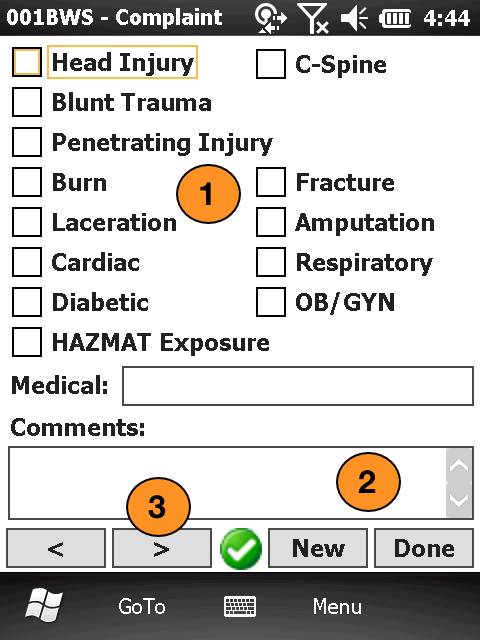 001BWS - Complaint 4:44
Head Injury C-Spine
Blunt Trauma
Penetrating Injury
Burn 1 Fracture
Laceration Amputation
Cardiac Respiratory
Diabetic OB/GYN
HAZMAT Exposure
Medical:
Comments:
2
3
< > New Done
GoTo Menu